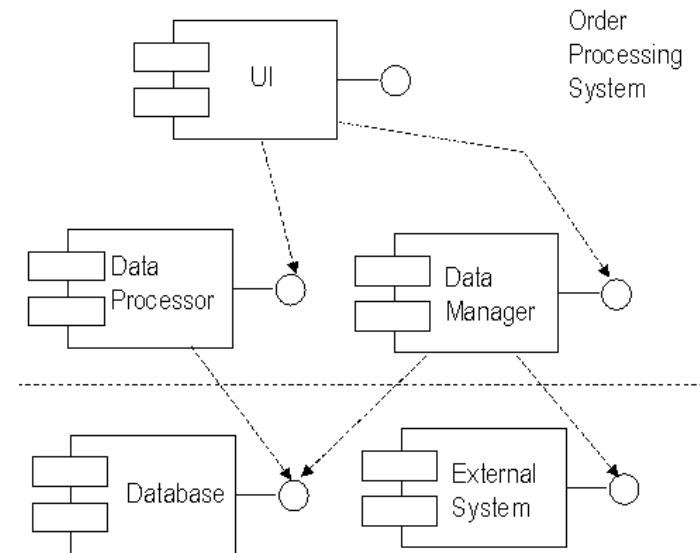 Order
Processing
System
UI
Data
Processor
Data
Manager
Database
External
System